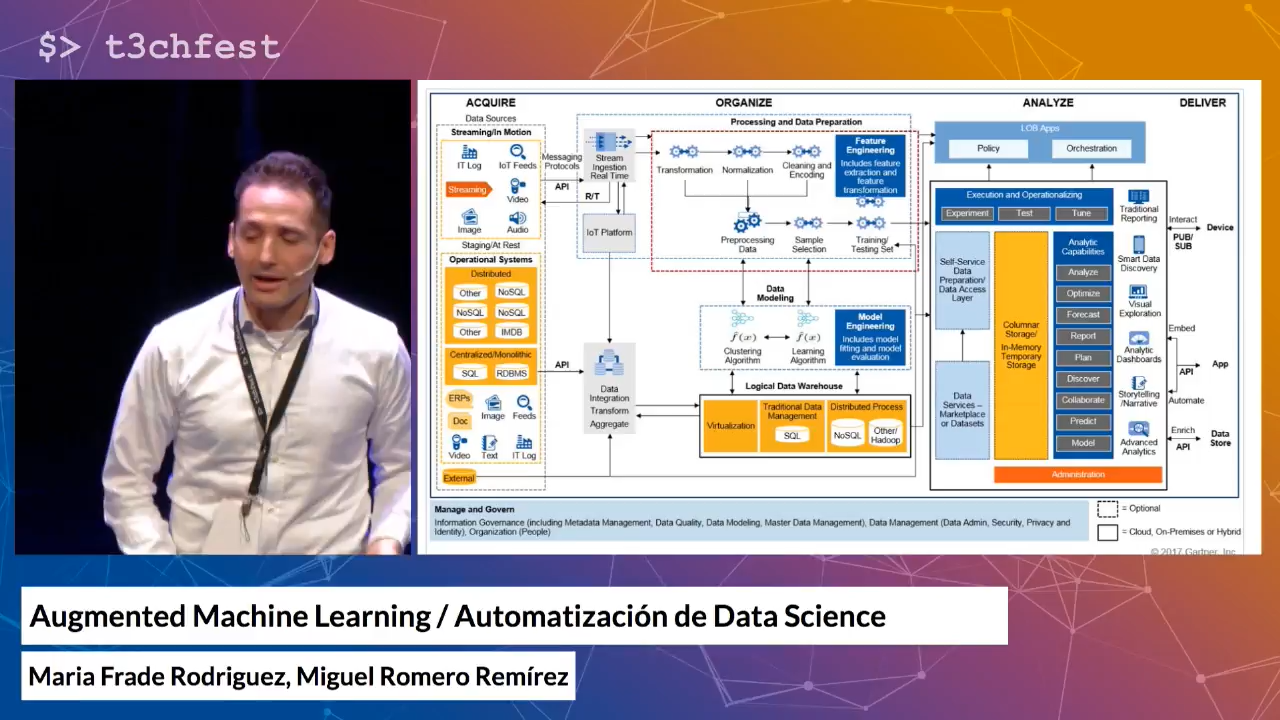 $> t3chfest
ACQUIRE
ORGANIZE
ANALYZE
DELIVER
Data Sources
Streaming/In Motion
IT Log
IoT Feeds
Streaming
Video
Image
Audio
Staging/At Rest
Operational Systems
Distributed
Other
NoSQL
NoSQL
NoSQL
Other
IMDB
Centralized/Monolithic
SQL
RDBMS
ERPs
Image
Feeds
Doc
Video
Text
IT Log
External
Messaging
Protocols
API
R/T
API
Processing and Data Preparation
Stream
Ingestion
Real Time
IoT Platform
Data
Integration
Transform
Aggregate
Transformation
Normalization
Cleaning and
Encoding
Feature
Engineering
Includes feature
extraction and
feature
transformation
Preprocessing
Data
Sample
Selection
Training/
Testing Set
Data
Modeling
f(x)
Clustering
Algorithm
f(x)
Learning
Algorithm
Model
Engineering
Includes model
fitting and model
evaluation
Logical Data Warehouse
Virtualization
Traditional Data
Management
SQL
Distributed Process
NoSQL
Other/
Hadoop
LOB Apps
Policy
Orchestration
Execution and Operationalizing
Experiment
Test
Tune
Self-Service
Data
Preparation/
Data Access
Layer
Data
Services –
Marketplace
or Datasets
Columnar
Storage/
In-Memory
Temporary
Storage
Analytic
Capabilities
Analyze
Optimize
Forecast
Report
Plan
Discover
Collaborate
Predict
Model
Administration
Traditional
Reporting
Smart Data
Discovery
Visual
Exploration
Analytic
Dashboards
Storytelling
/Narrative
Advanced
Analytics
Interact
PUB/
SUB
Device
Embed
API
App
Automate
Enrich
API
Data
Store
Manage and Govern
Information Governance (including Metadata Management, Data Quality, Data Modeling, Master Data Management), Data Management (Data Admin, Security, Privacy and
Identity), Organization (People)
= Optional
= Cloud, On-Premises or Hybrid
© 2017 Gartner, Inc.
Augmented Machine Learning / Automatización de Data Science
Maria Frade Rodriguez, Miguel Romero Remírez